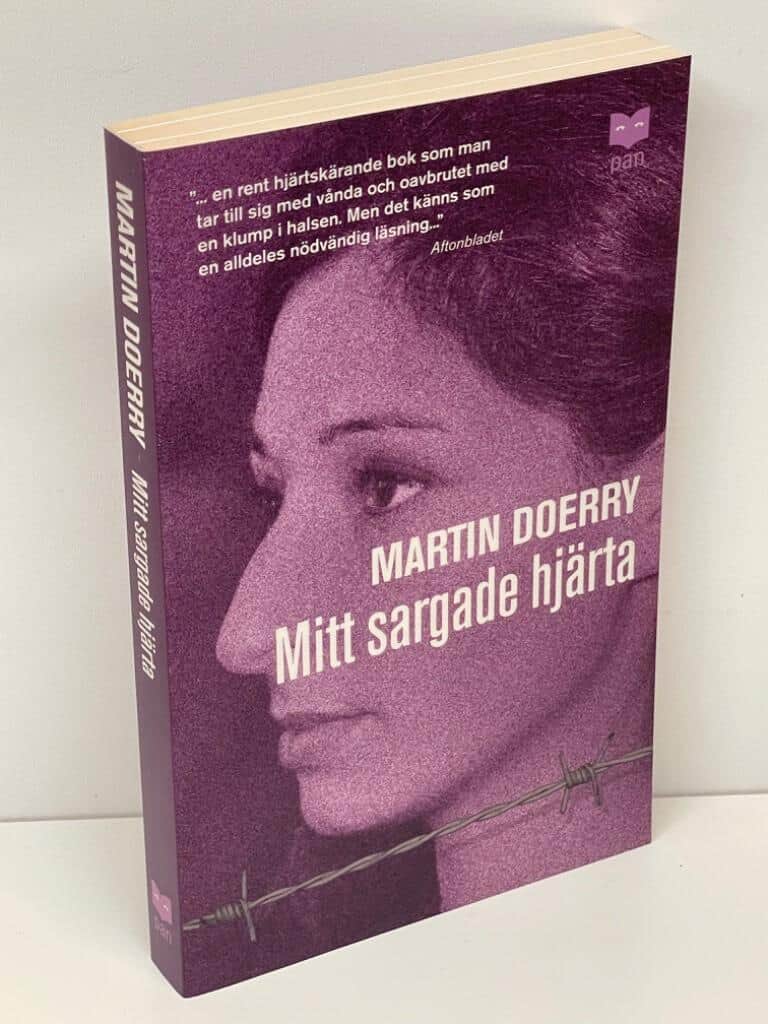 "... en rent hjärtskärande bok som man
tar till sig med vånda och oavbrutet med
en klump i halsen. Men det känns som
en alldeles nödvändig läsning..."
Aftonbladet
pan
MARTIN DOERRY
Mitt sargade hjärta
MARTIN DOERRY - Mitt sargade hjärta
pan